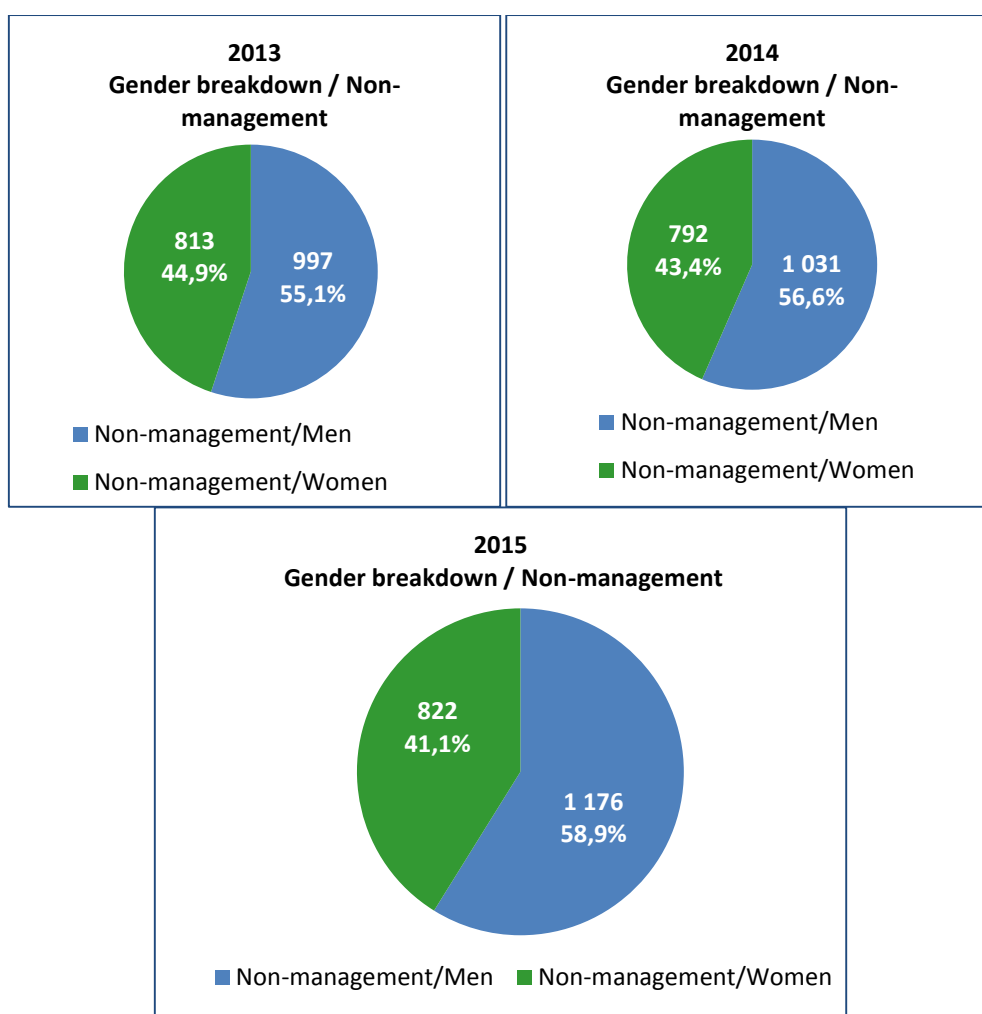 2013
Gender breakdown / Non-
management
813
44,9%
997
55,1%
Non-management/Men
Non-management/Women
2014
Gender breakdown / Non-
management
792
43,4%
1 031
56,6%
Non-management/Men
Non-management/Women
2015
Gender breakdown / Non-management
822
41,1%
1 176
58,9%
Non-management/Men Non-management/Women